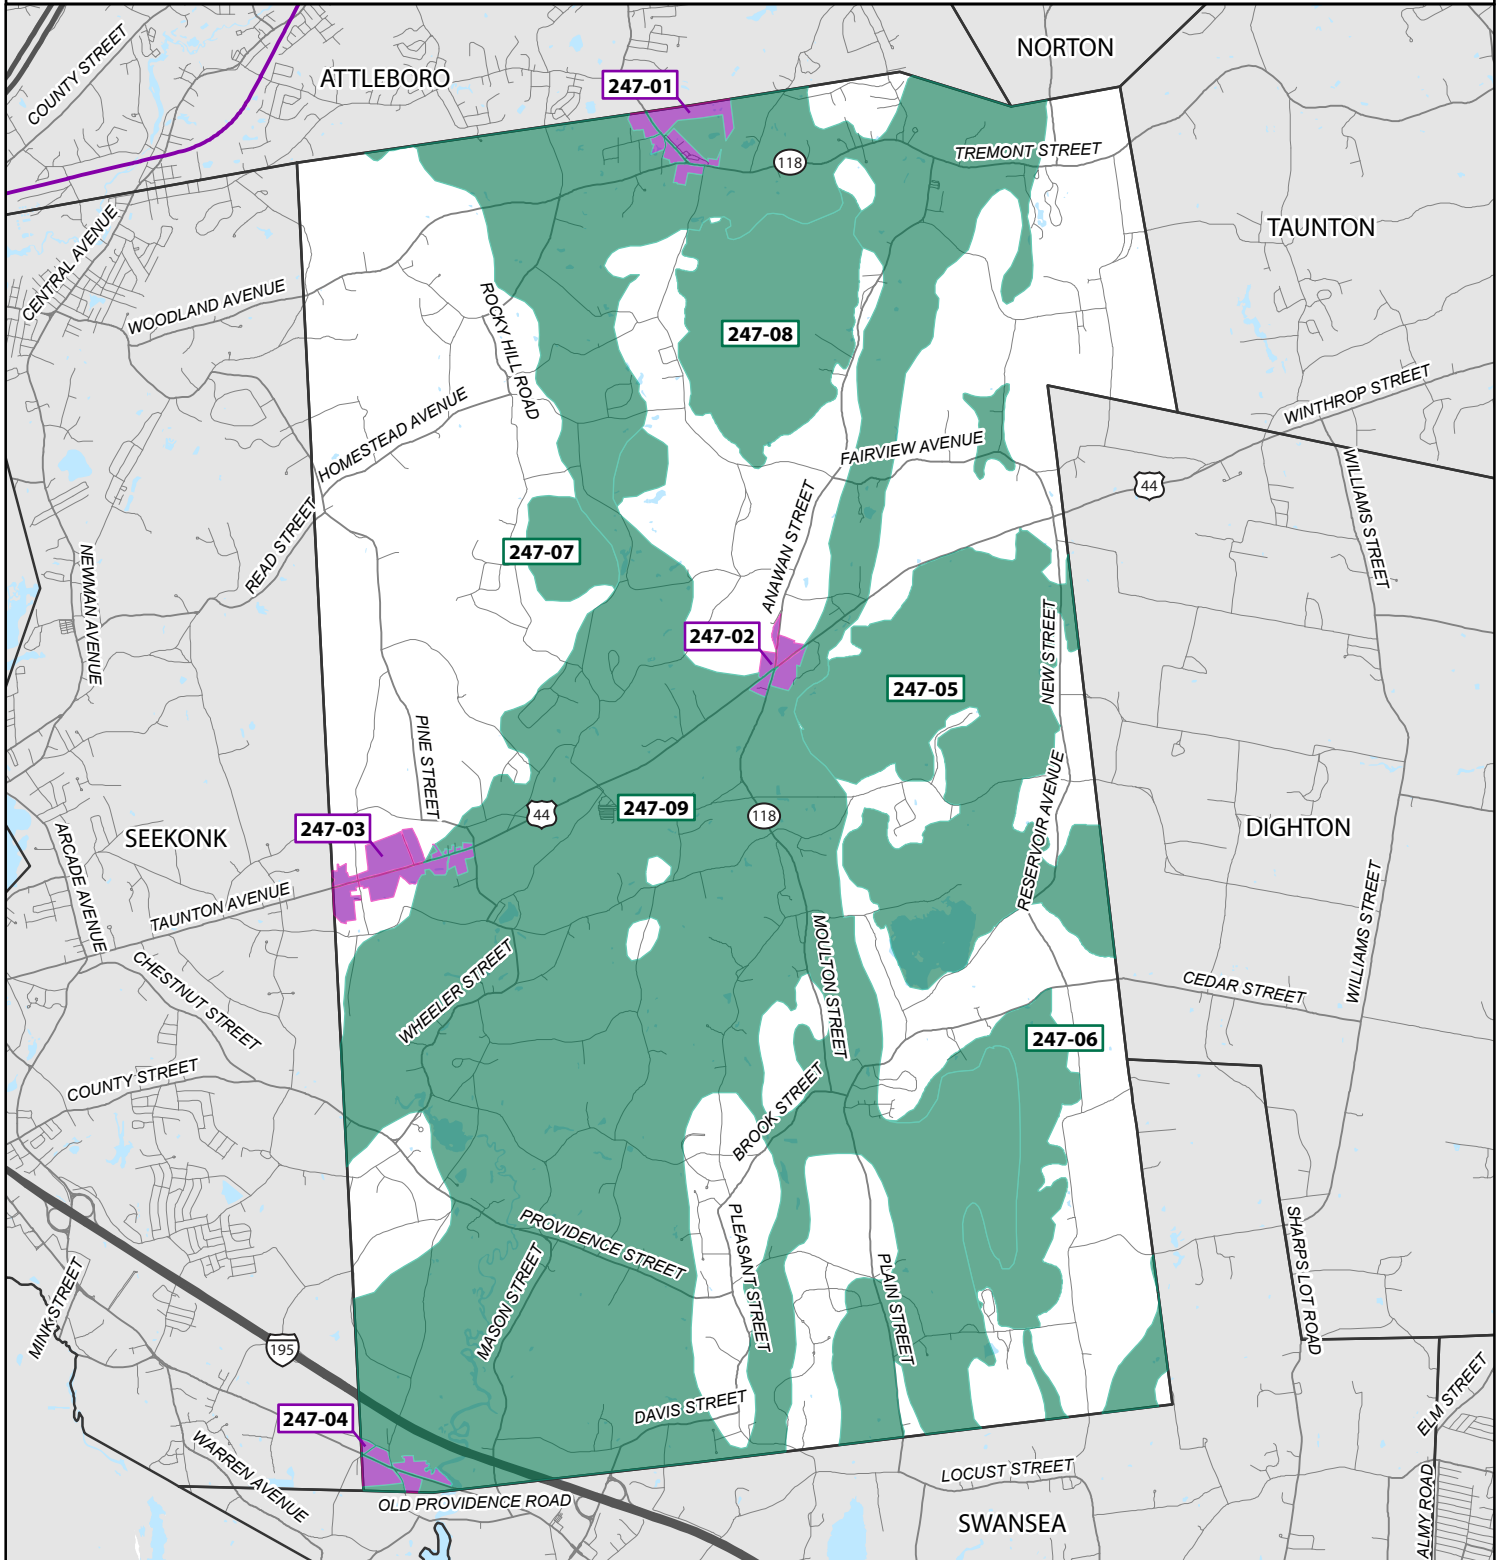 NORTON
COUNTY STREET
ATTLEBORO
247-01
118
TREMONT STREET
TAUNTON
CENTRAL AVENUE
WOODLAND AVENUE
ROCKY HILL ROAD
247-08
HOMESTEAD AVENUE
WINTHROP STREET
FAIRVIEW AVENUE
44
WILLIAMS STREET
READ STREET
ANAWAN STREET
247-07
NEWMAN AVENUE
NEW STREET
247-02
247-05
PINE STREET
RESERVOIR AVENUE
247-09
44
118
247-03
SEEKONK
DIGHTON
ARCADE AVENUE
TAUNTON AVENUE
WILLIAMS STREET
MOULTON STREET
CHESTNUT STREET
WHEELER STREET
CEDAR STREET
247-06
COUNTY STREET
BROOK STREET
PROVIDENCE STREET
PLEASANT STREET
MASON STREET
PLAIN STREET
SHARPS LOT ROAD
MINK STREET
195
ELM STREET
DAVIS STREET
247-04
WARREN AVENUE
LOCUST STREET
OLD PROVIDENCE ROAD
SWANSEA
ALMY ROAD